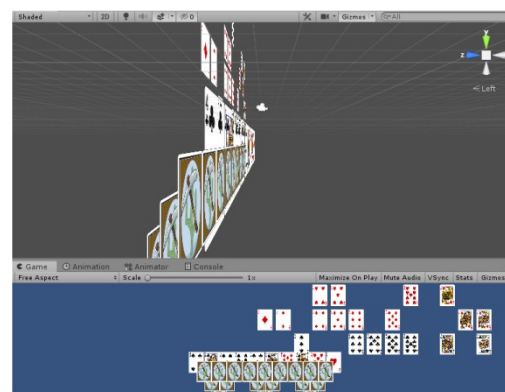 Shaded 2D 0 Gizmos All
y
z
Left
Game Animation Animator Console
Free Aspect Scale 1x Maximize On Play Mute Audio VSync Stats Gizmos